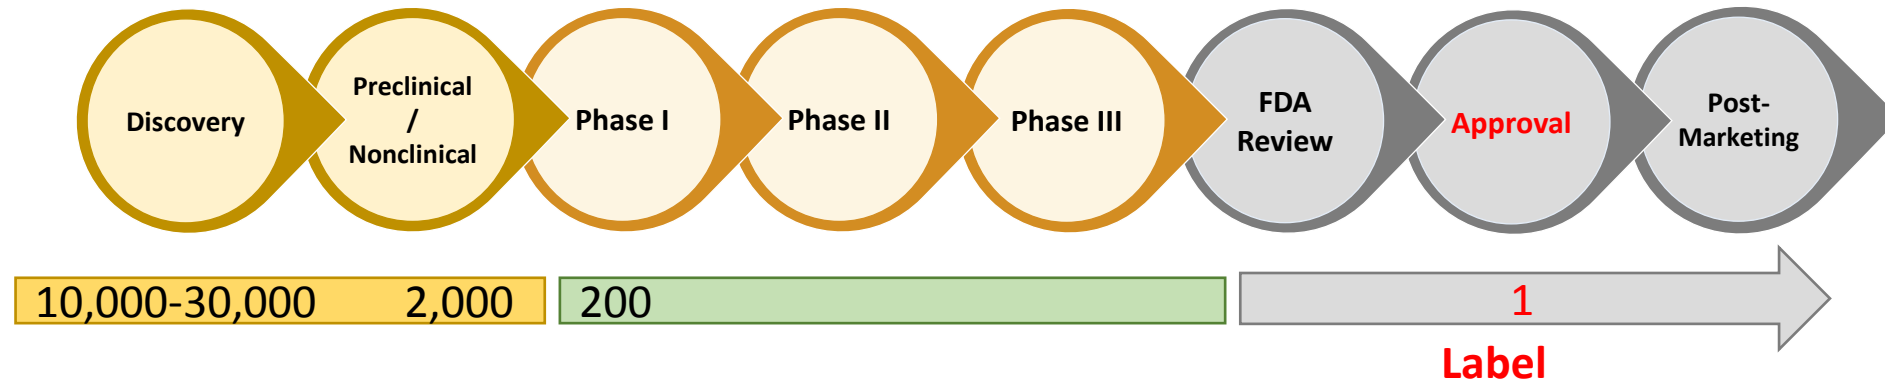 Discovery
Preclinical
/
Nonclinical
Phase I
Phase II
Phase III
FDA
Review
Approval
Post-
Marketing
10,000-30,000 2,000
200
1
Label